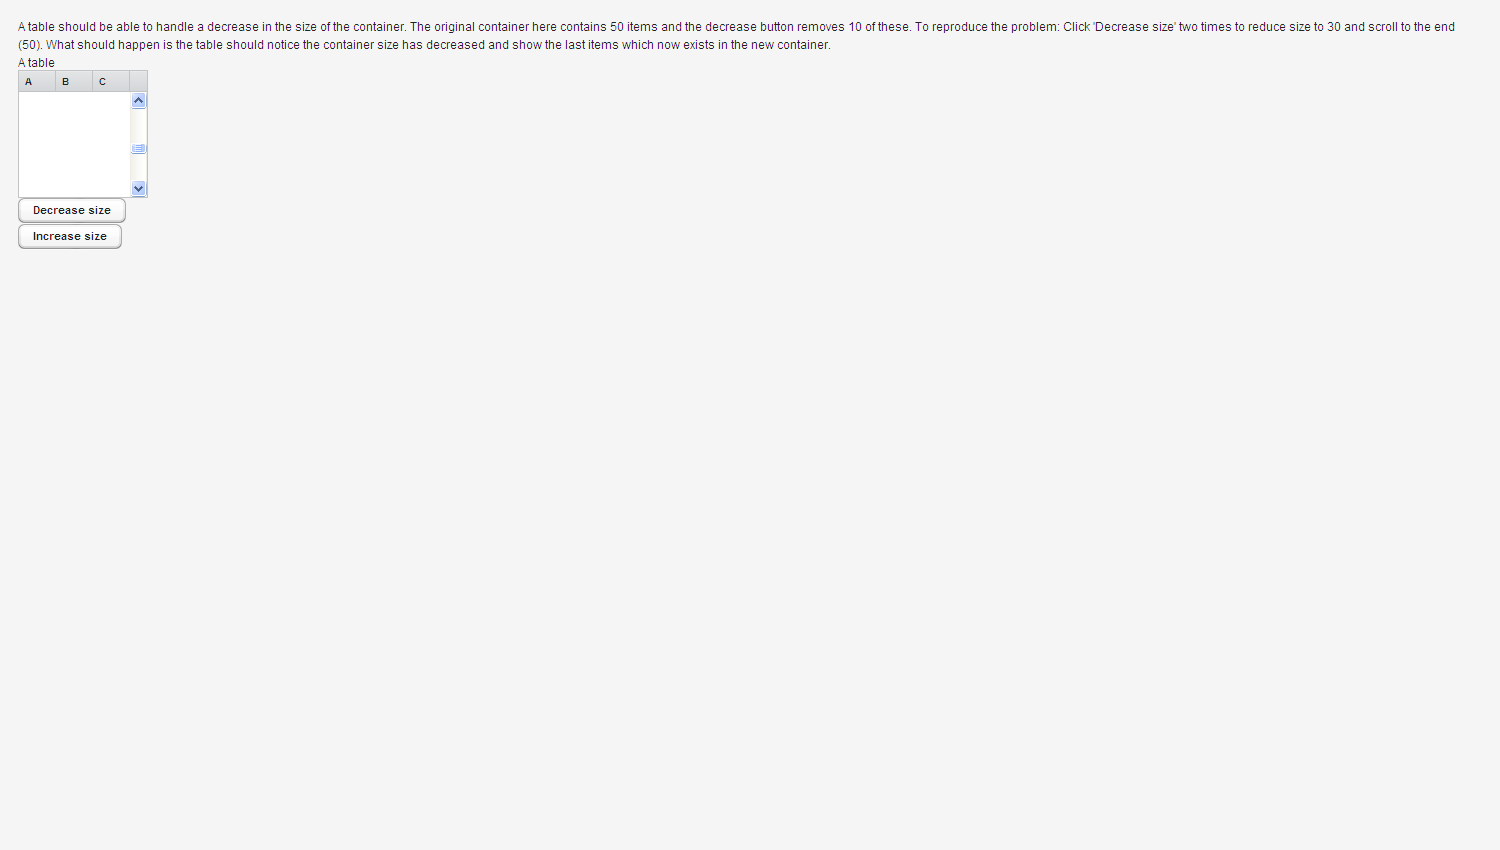 A table should be able to handle a decrease in the size of the container. The original container here contains 50 items and the decrease button removes 10 of these. To reproduce the problem: Click 'Decrease size' two times to reduce size to 30 and scroll to the end
(50). What should happen is the table should notice the container size has decreased and show the last items which now exists in the new container.
A table
A B C
Decrease size
Increase size